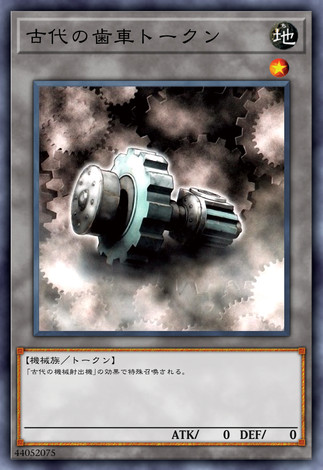 古代の歯車トークン
地
【機械族／トークン】
「古代の機械射出機」の効果で特殊召喚される。
ATK/ 0 DEF/ 0
44052075